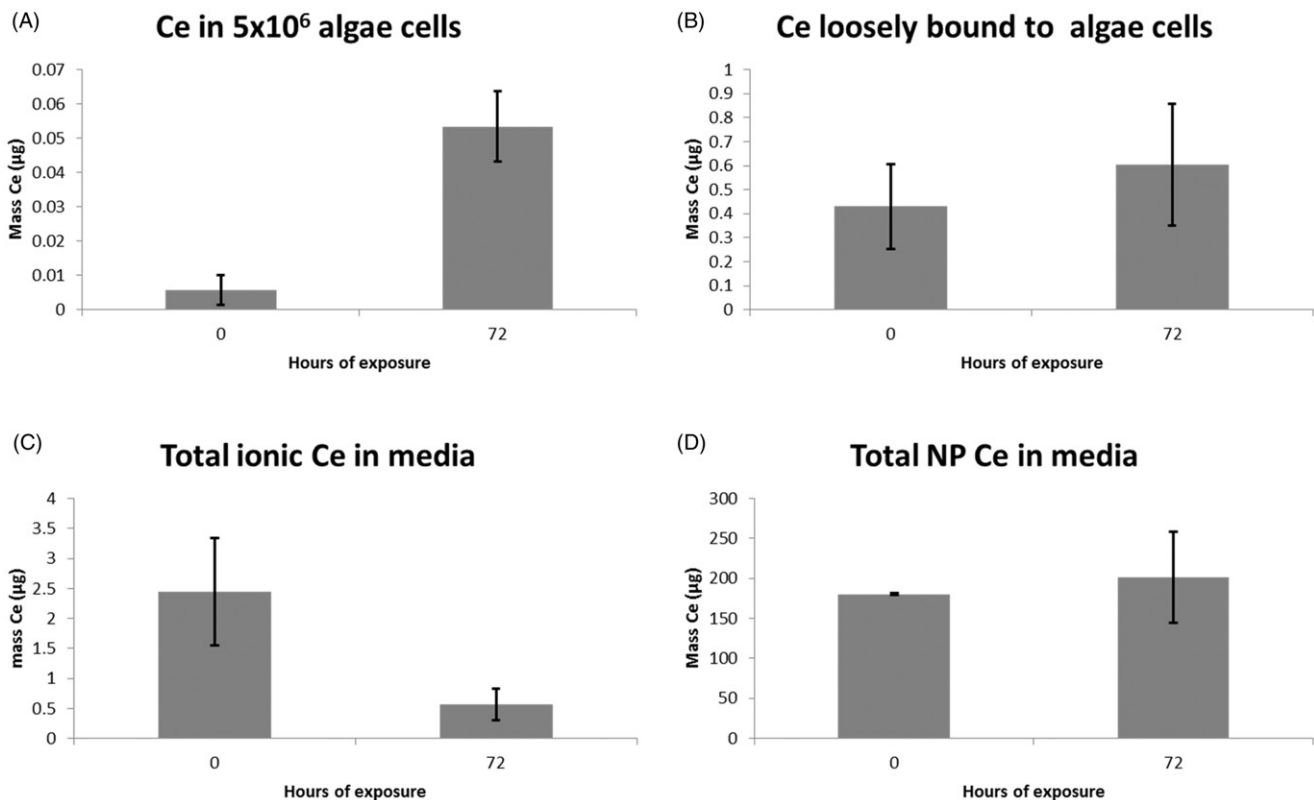 (A)
Ce in 5x10⁶ algae cells
0.07
0.06
0.05
0.04
0.03
0.02
0.01
0
Mass Ce (µg)
0 72
Hours of exposure
(B)
Ce loosely bound to algae cells
1
0.9
0.8
0.7
0.6
0.5
0.4
0.3
0.2
0.1
0
Mass Ce (µg)
0 72
Hours of exposure
(C)
Total ionic Ce in media
4
3.5
3
2.5
2
1.5
1
0.5
0
mass Ce (µg)
0 72
Hours of exposure
(D)
Total NP Ce in media
300
250
200
150
100
50
0
Mass Ce (µg)
0 72
Hours of exposure